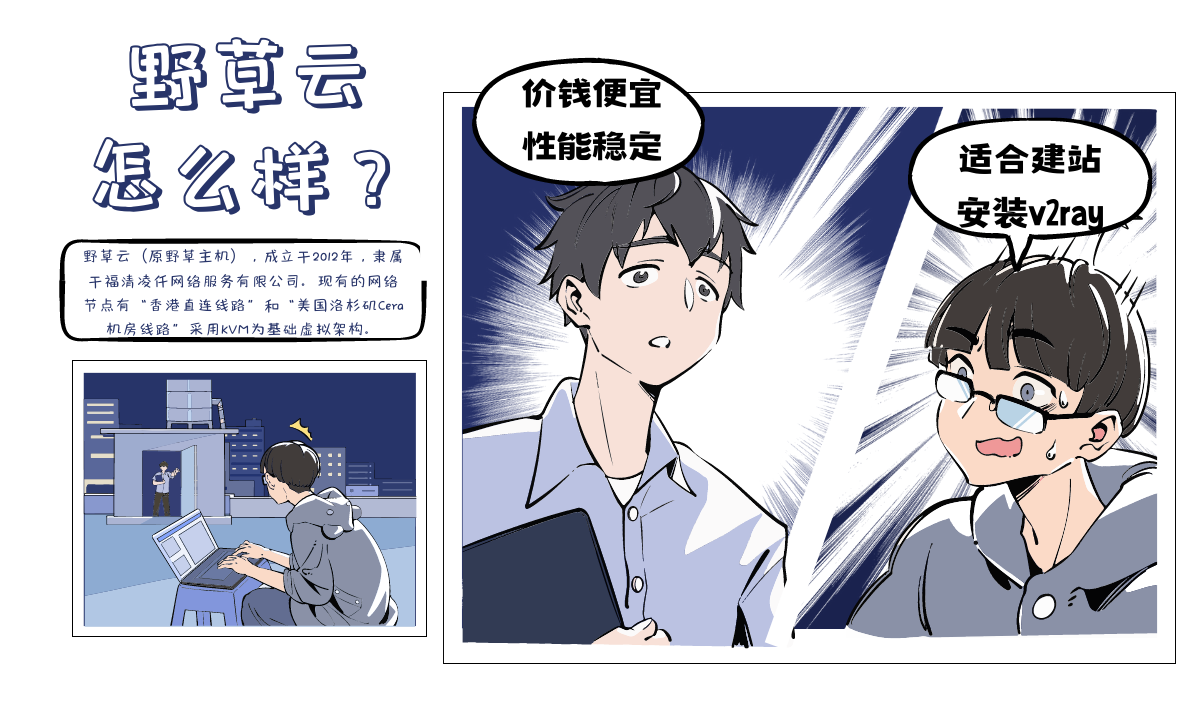 野草云
怎么样？
野草云（原野草主机），成立于2012年，隶属
于福清凌仟网络服务有限公司。现有的网络
节点有“香港直连线路”和“美国洛杉矶Cera
机房线路”采用KVM为基础虚拟架构。
价钱便宜
性能稳定
适合建站
安装v2ray